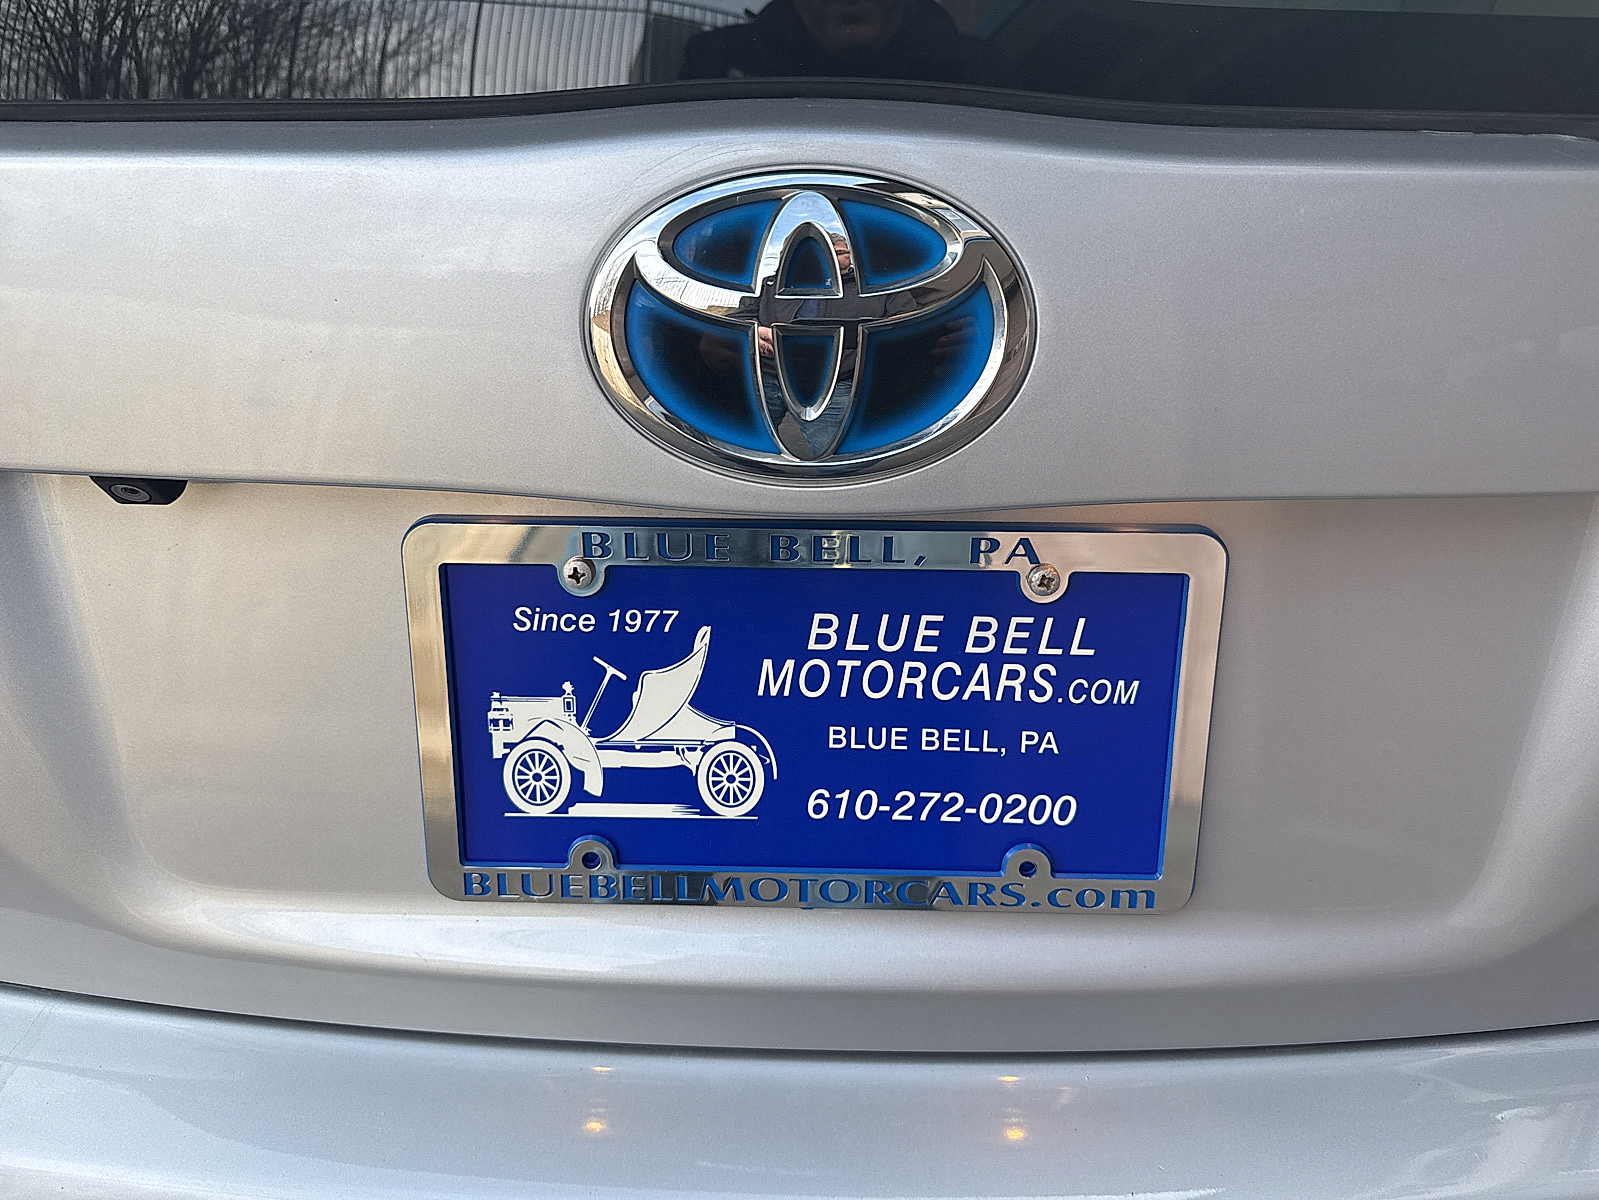 BLUE BELL, PA
Since 1977
BLUE BELL
MOTORCARS.COM
BLUE BELL, PA
610-272-0200
BLUEBELLMOTORCARS.com